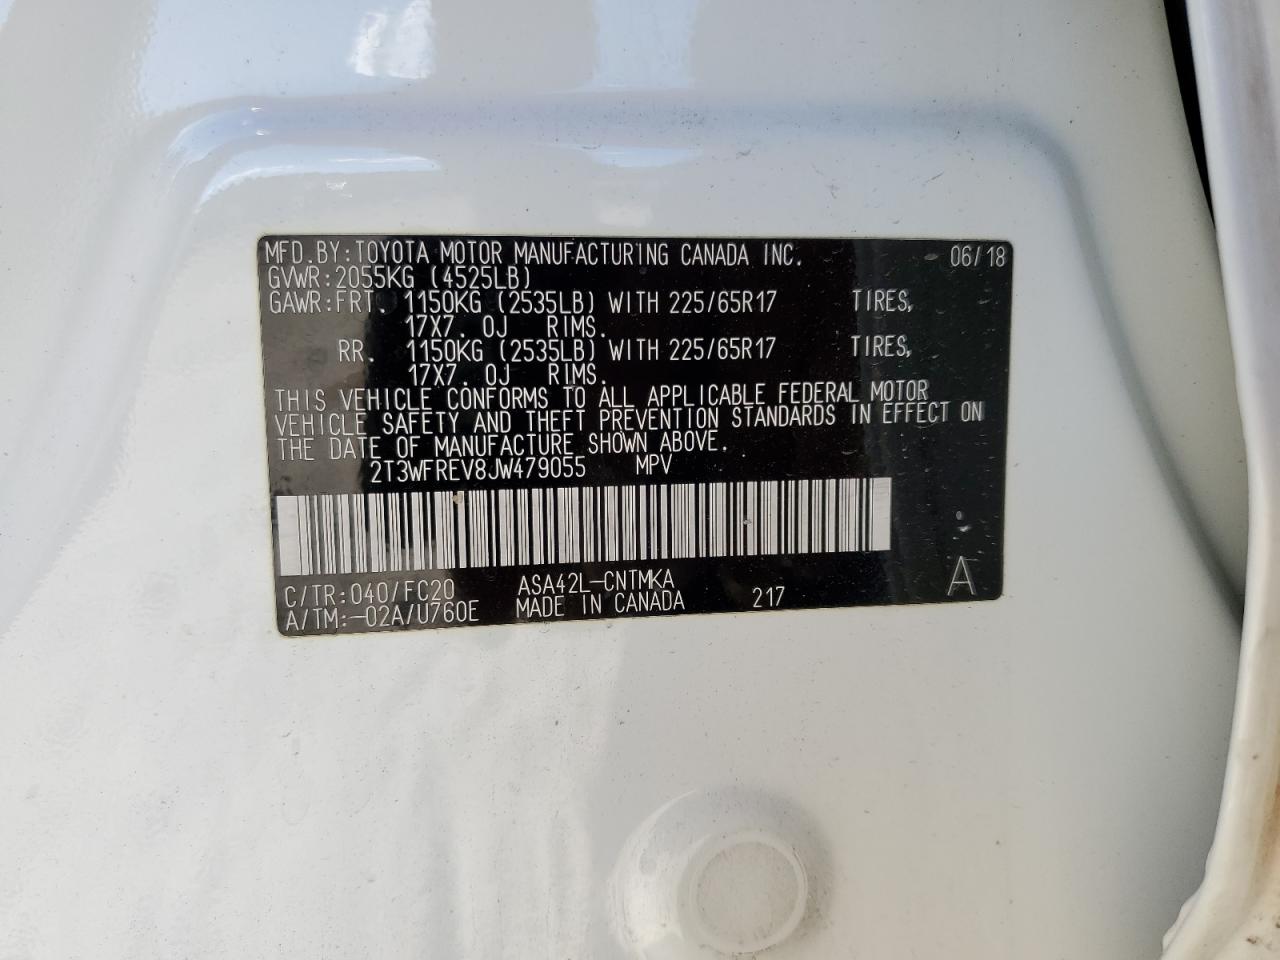 MFD.BY:TOYOTA MOTOR MANUFACTURING CANADA INC. 06/18
GVWR:2055KG (4525LB)
GAWR:FRT. 1150KG (2535LB) WITH 225/65R17 TIRES,
17X7.0J RIMS.
RR. 1150KG (2535LB) WITH 225/65R17 TIRES,
17X7.0J RIMS.
THIS VEHICLE CONFORMS TO ALL APPLICABLE FEDERAL MOTOR
VEHICLE SAFETY AND THEFT PREVENTION STANDARDS IN EFFECT ON
THE DATE OF MANUFACTURE SHOWN ABOVE.
2T3WFREV8JW479055 MPV
C/TR:040/FC20 ASA42L-CNTMKA
A/TM:-02A/U760E MADE IN CANADA 217 A